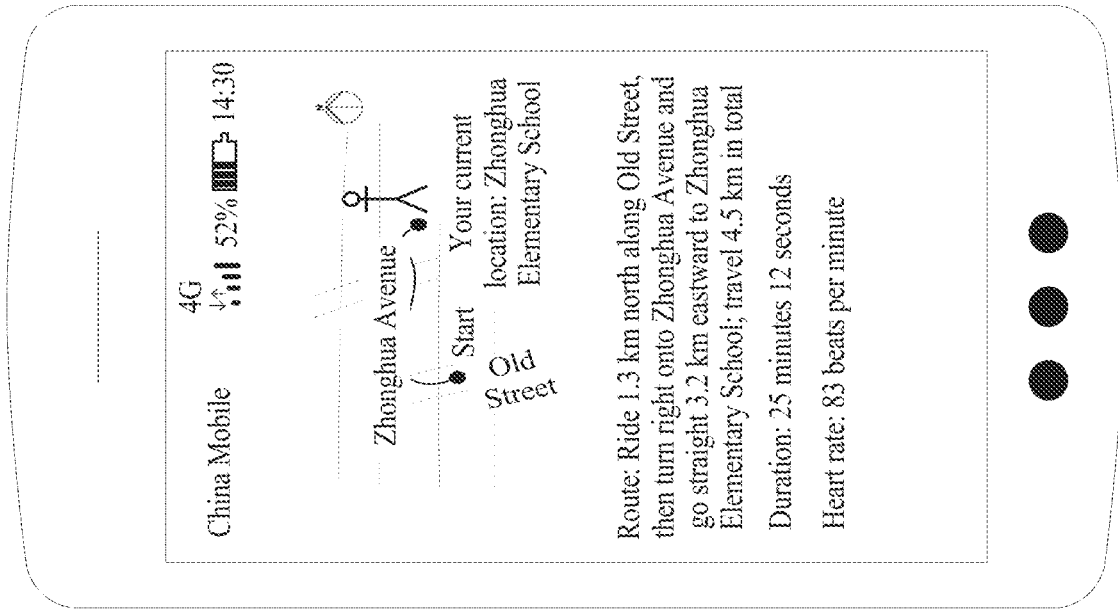 4G
China Mobile 52% 14:30
Zhonghua Avenue
Start
Your current
location: Zhonghua
Elementary School
Old
Street
Route: Ride 1.3 km north along Old Street,
then turn right onto Zhonghua Avenue and
go straight 3.2 km eastward to Zhonghua
Elementary School; travel 4.5 km in total
Duration: 25 minutes 12 seconds
Heart rate: 83 beats per minute